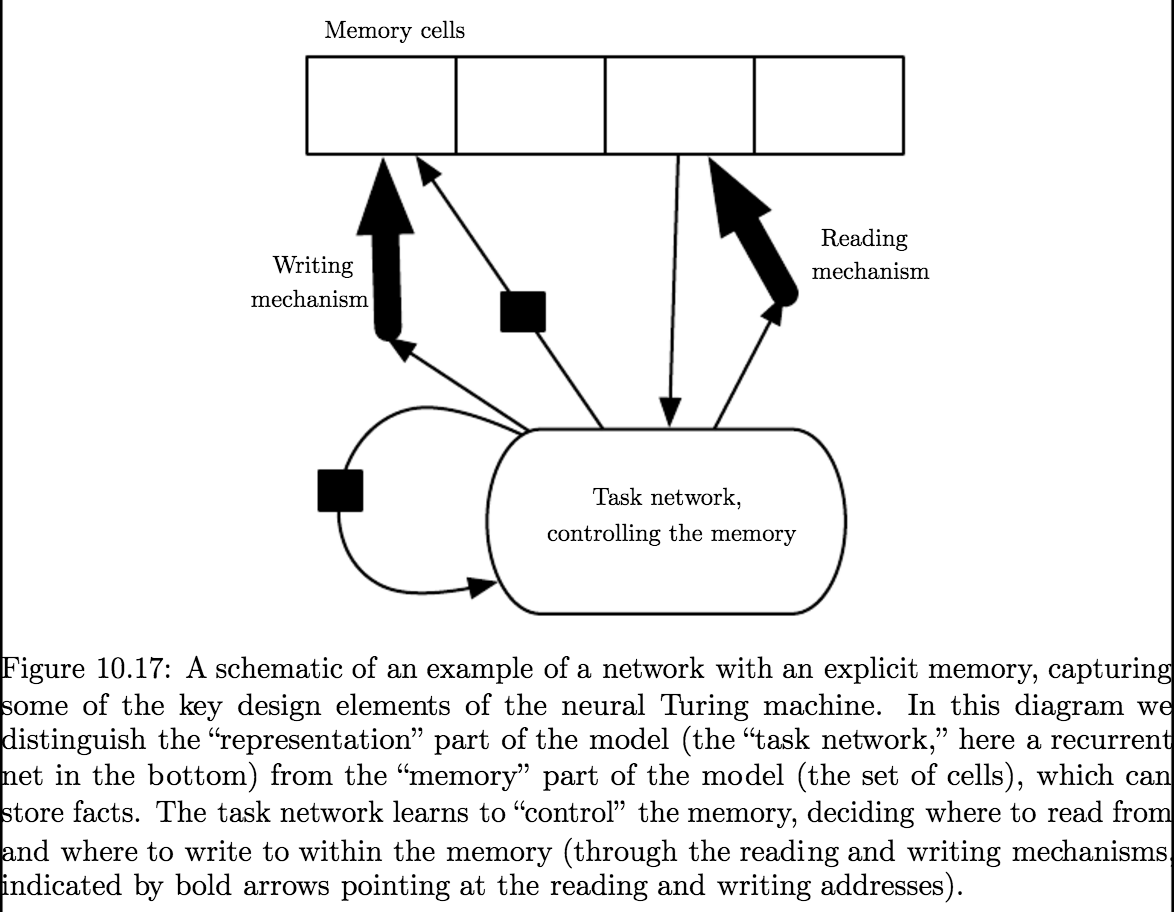 Memory cells
Writing
mechanism
Reading
mechanism
Task network,
controlling the memory
Figure 10.17: A schematic of an example of a network with an explicit memory, capturing
some of the key design elements of the neural Turing machine. In this diagram we
distinguish the “representation” part of the model (the “task network,” here a recurrent
net in the bottom) from the “memory” part of the model (the set of cells), which can
store facts. The task network learns to “control” the memory, deciding where to read from
and where to write to within the memory (through the reading and writing mechanisms,
indicated by bold arrows pointing at the reading and writing addresses).